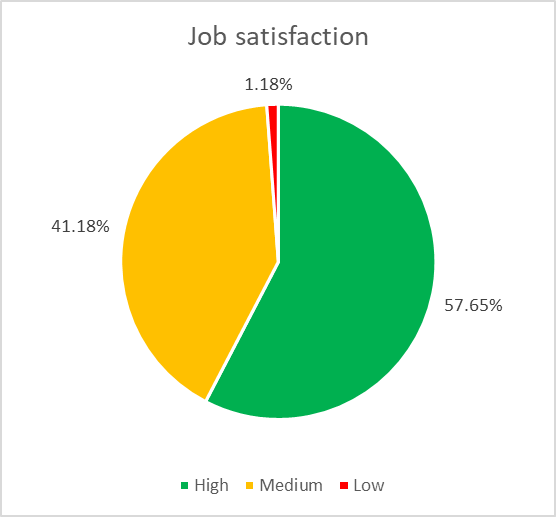 Job satisfaction
1.18%
41.18%
57.65%
High Medium Low